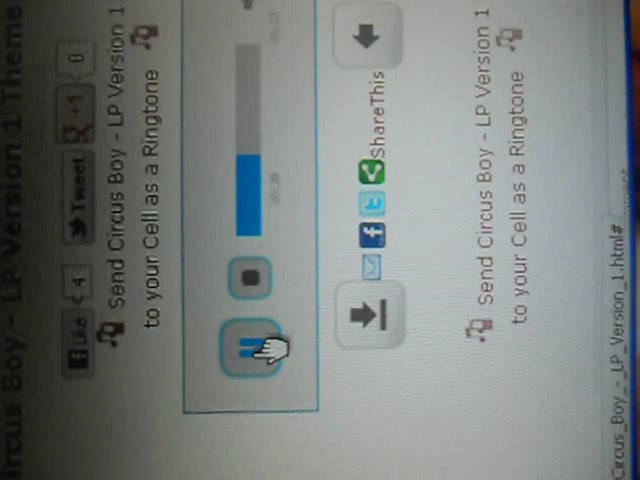 ircus Boy - LP Version 1 Theme
Like 4 Tweet +1 0
Send Circus Boy - LP Version 1
to your Cell as a Ringtone
ShareThis
Send Circus Boy - LP Version 1
to your Cell as a Ringtone
Circus_Boy_-_LP_Version_1.html#